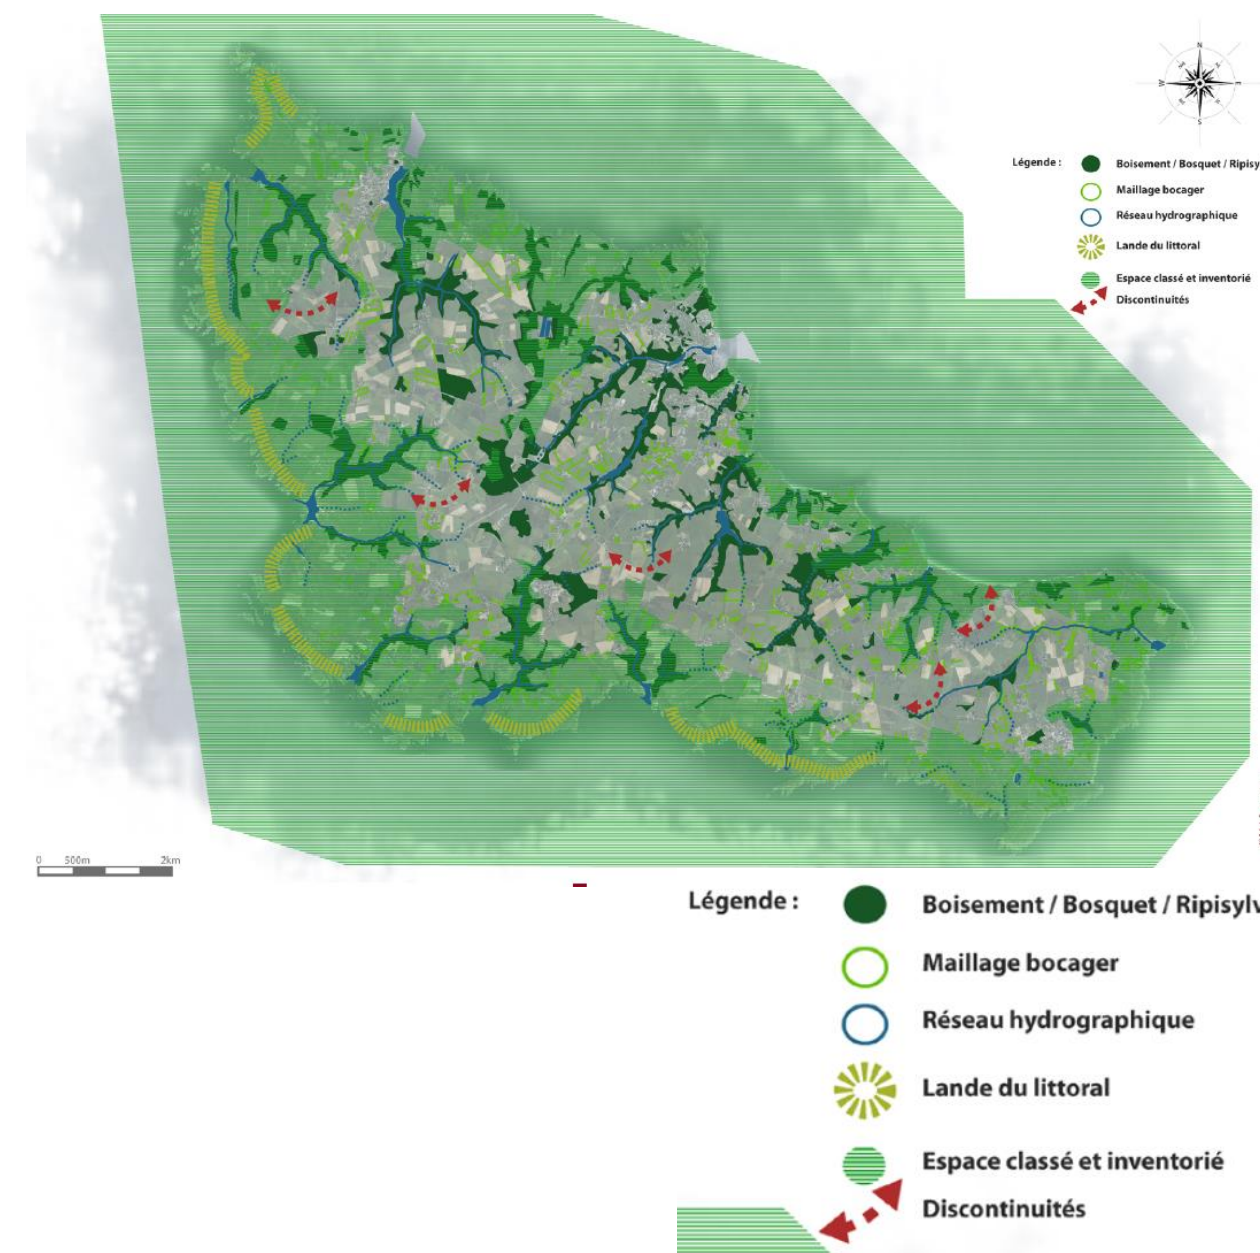 N
W
S
Légende :
Boisement / Bosquet / Ripisy
Maillage bocager
Réseau hydrographique
Lande du littoral
Espace classé et inventorié
Discontinuités
0 500m 2km
Légende :
Boisement / Bosquet / Ripisylv
Maillage bocager
Réseau hydrographique
Lande du littoral
Espace classé et inventorié
Discontinuités